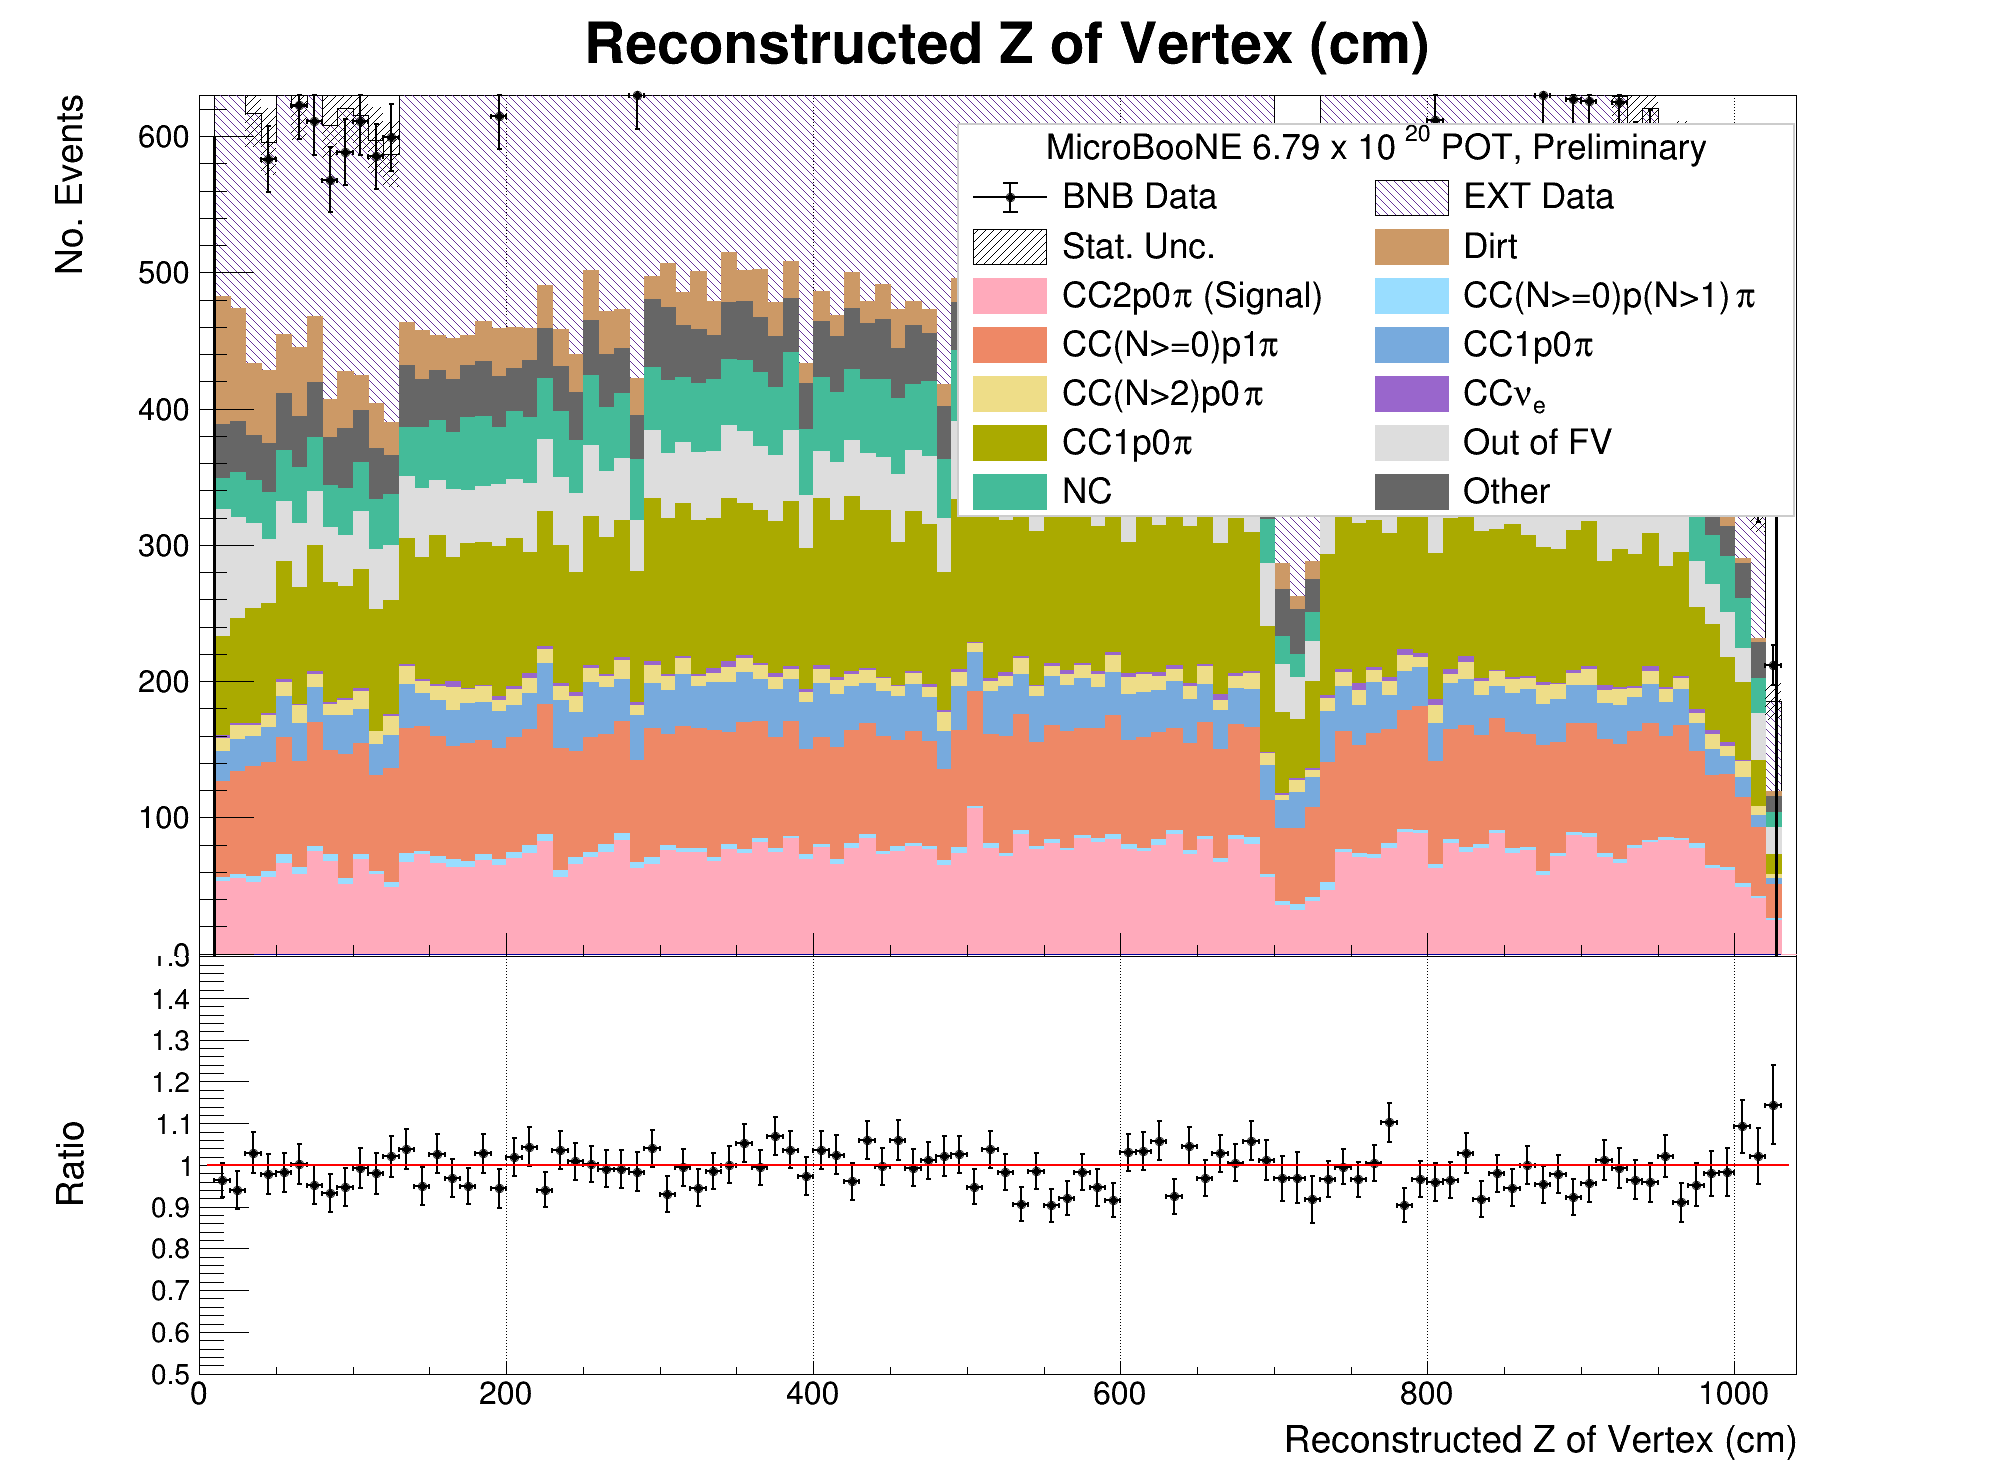 Reconstructed Z of Vertex (cm)
No. Events
600
500
400
300
200
100
0
MicroBooNE 6.79 x 10 20 POT, Preliminary
BNB Data
EXT Data
Stat. Unc.
Dirt
CC2p0π (Signal)
CC(N>=0)p(N>1)π
CC(N>=0)p1π
CC1p0π
CC(N>2)p0π
CCνe
CC1p0π
Out of FV
NC
Other
Ratio
1.5
1.4
1.3
1.2
1.1
1
0.9
0.8
0.7
0.6
0.5
0 200 400 600 800 1000
Reconstructed Z of Vertex (cm)